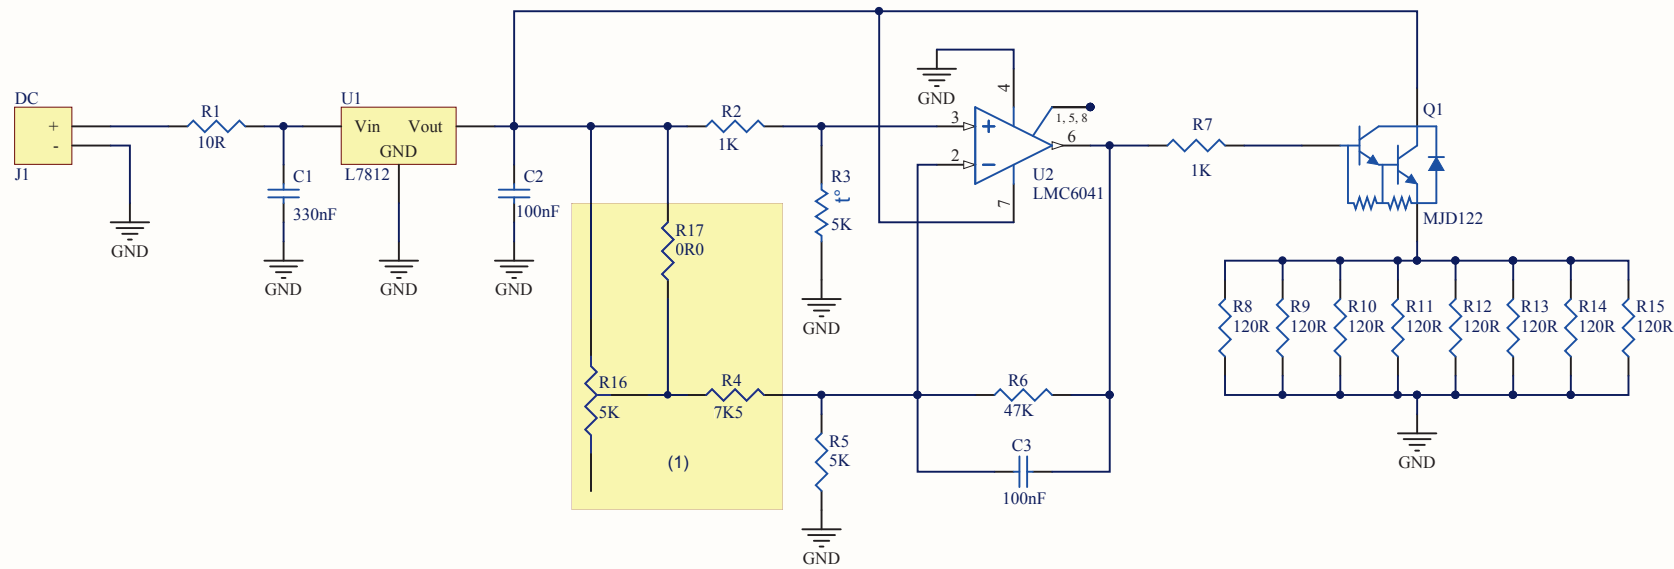 DC
+
-
J1
GND
R1
10R
C1
330nF
GND
U1
Vin Vout
GND
L7812
GND
C2
100nF
GND
R17
0R0
R16
5K
R4
7K5
(1)
R2
1K
R3
t°
5K
GND
R5
5K
GND
GND
4
3
+
2
-
7
1, 5, 8
6
U2
LMC6041
R6
47K
C3
100nF
R7
1K
Q1
MJD122
R8
120R
R9
120R
R10
120R
R11
120R
R12
120R
R13
120R
R14
120R
R15
120R
GND